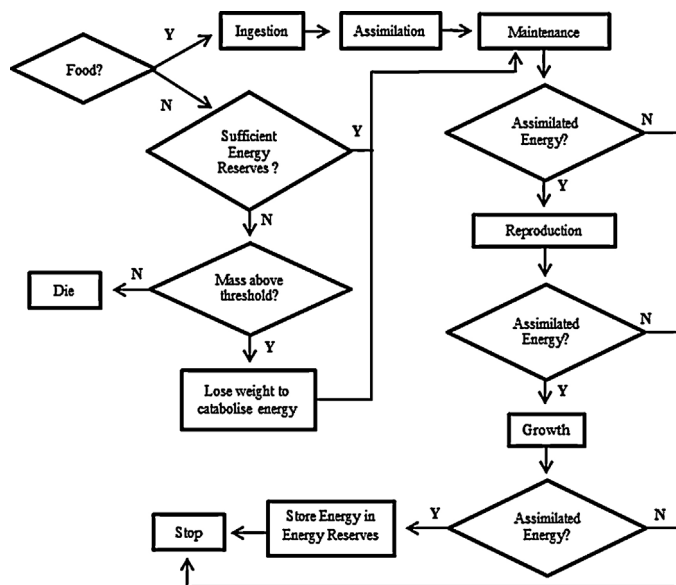 Y
Ingestion
Assimilation
Maintenance
Food?
N
Sufficient
Energy
Reserves ?
Y
N
Mass above
threshold?
N
Die
Y
Lose weight to
catabolise energy
Assimilated
Energy?
N
Y
Reproduction
Assimilated
Energy?
N
Y
Growth
Assimilated
Energy?
N
Y
Store Energy in
Energy Reserves
Stop